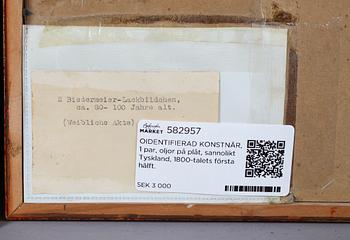 2 Biedermeier-Lackbildchen,
ca. 80- 100 Jahre alt.
(Weibliche Akte)
MARKET 582957
OIDENTIFIERAD KONSTNÄR,
1 par, oljor på plåt, sannolikt
Tyskland, 1800-talets första
hälft.
SEK 3 000